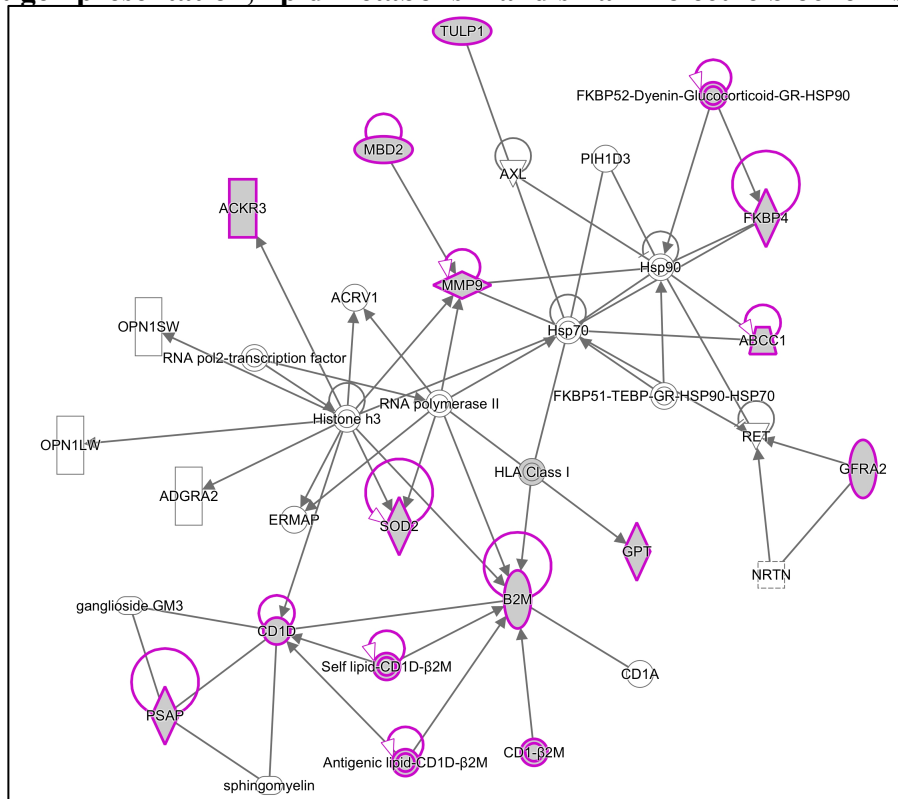 TULP1
FKBP52-Dyenin-Glucocorticoid-GR-HSP90
MBD2
AXL
PIH1D3
ACKR3
FKBP4
Hsp90
MMP9
ACRV1
OPN1SW
Hsp70
ABCC1
RNA pol2-transcription factor
FKBP51-TEBP-GR-HSP90-HSP70
RNA polymerase II
Histone h3
RET
OPN1LW
HLA Class I
GFRA2
ADGRA2
ERMAP
SOD2
GPT
NRTN
B2M
ganglioside GM3
CD1D
Self lipid-CD1D-β2M
CD1A
PSAP
Antigenic lipid-CD1D-β2M
CD1-β2M
sphingomyelin